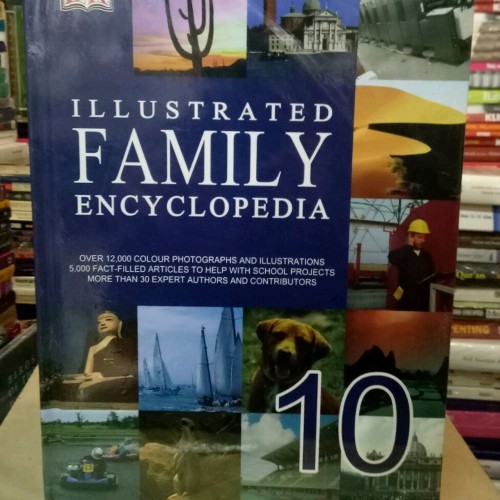 ILLUSTRATED
FAMILY
ENCYCLOPEDIA
OVER 12,000 COLOUR PHOTOGRAPHS AND ILLUSTRATIONS
5,000 FACT-FILLED ARTICLES TO HELP WITH SCHOOL PROJECTS
MORE THAN 30 EXPERT AUTHORS AND CONTRIBUTORS
10